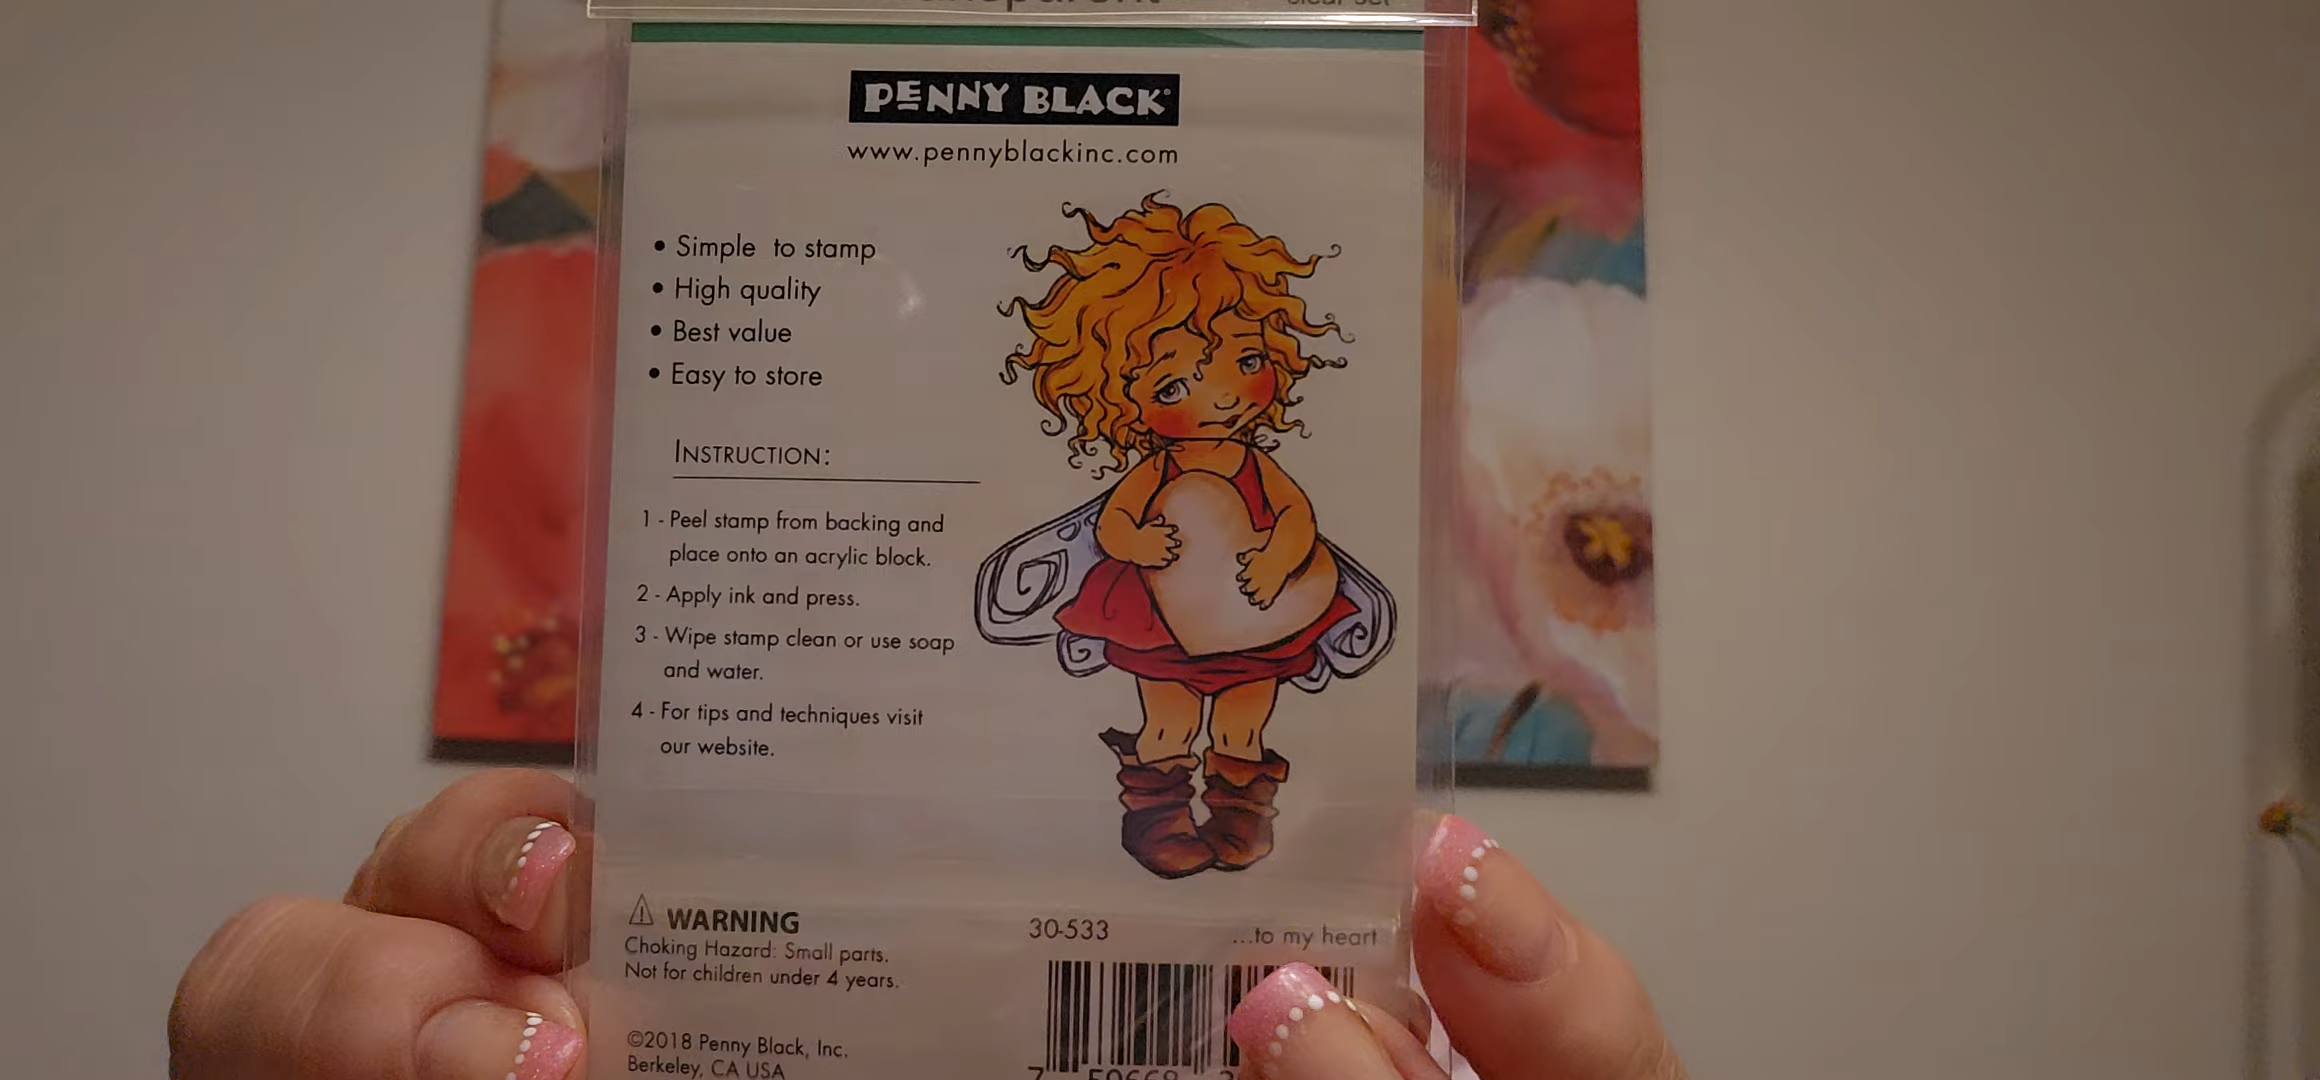 clear set
PENNY BLACK
www.pennyblackinc.com
• Simple to stamp
• High quality
• Best value
• Easy to store
INSTRUCTION:
1 - Peel stamp from backing and
place onto an acrylic block.
2 - Apply ink and press.
3 - Wipe stamp clean or use soap
and water.
4 - For tips and techniques visit
our website.
⚠ WARNING
Choking Hazard: Small parts.
Not for children under 4 years.
30-533
...to my heart
©2018 Penny Black, Inc.
Berkeley, CA USA